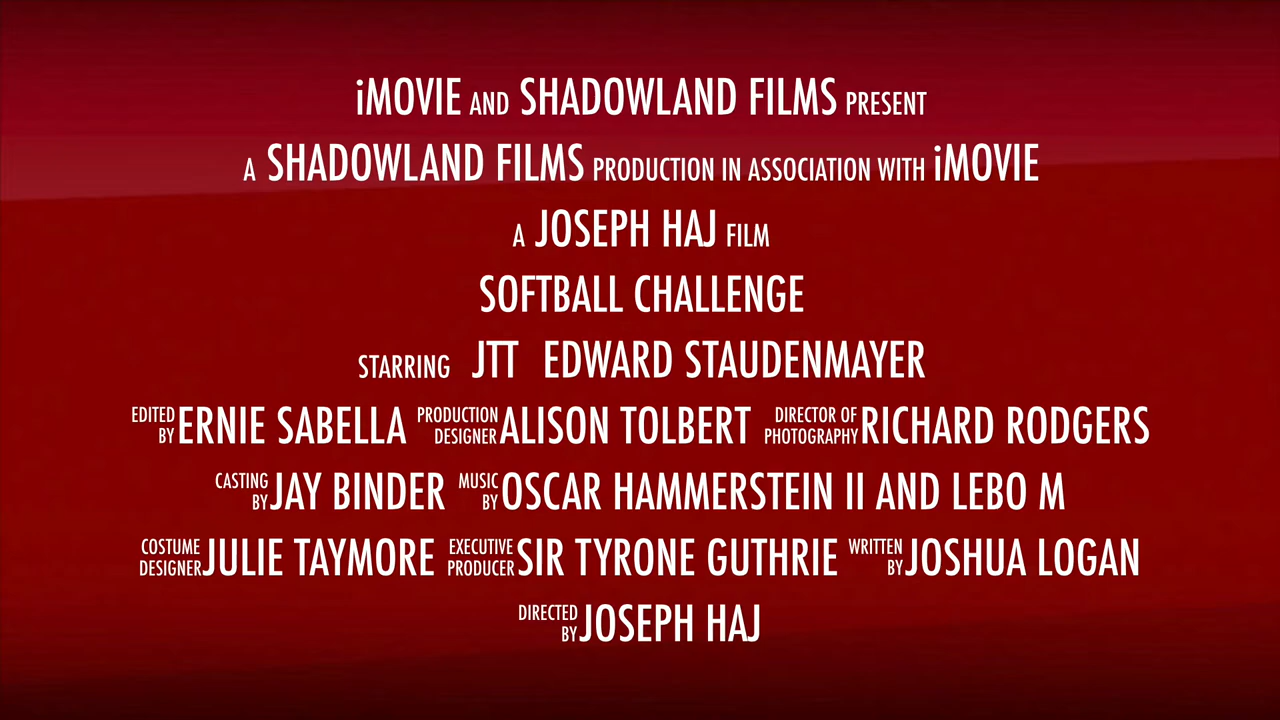 iMOVIE AND SHADOWLAND FILMS PRESENT
A SHADOWLAND FILMS PRODUCTION IN ASSOCIATION WITH iMOVIE
A JOSEPH HAJ FILM
SOFTBALL CHALLENGE
STARRING JTT EDWARD STAUDENMAYER
EDITED BY ERNIE SABELLA PRODUCTION DESIGNER ALISON TOLBERT DIRECTOR OF PHOTOGRAPHY RICHARD RODGERS
CASTING BY JAY BINDER MUSIC BY OSCAR HAMMERSTEIN II AND LEBO M
COSTUME DESIGNER JULIE TAYMORE EXECUTIVE PRODUCER SIR TYRONE GUTHRIE WRITTEN BY JOSHUA LOGAN
DIRECTED BY JOSEPH HAJ